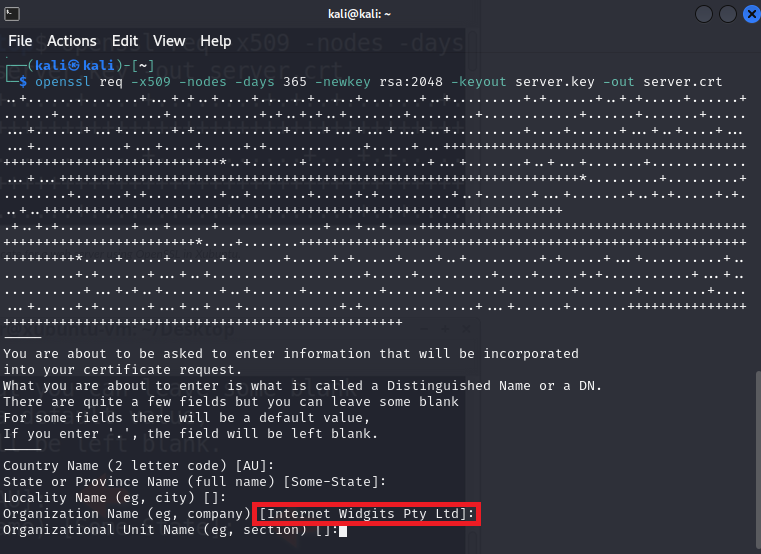 kali@kali: ~
File Actions Edit View Help
┌──(kali㉿kali)-[~]
└─$ openssl req -x509 -nodes -days 365 -newkey rsa:2048 -keyout server.key -out server.crt
-----
You are about to be asked to enter information that will be incorporated
into your certificate request.
What you are about to enter is what is called a Distinguished Name or a DN.
There are quite a few fields but you can leave some blank
For some fields there will be a default value,
If you enter '.', the field will be left blank.
-----
Country Name (2 letter code) [AU]:
State or Province Name (full name) [Some-State]:
Locality Name (eg, city) []:
Organization Name (eg, company) [Internet Widgits Pty Ltd]:
Organizational Unit Name (eg, section) []: